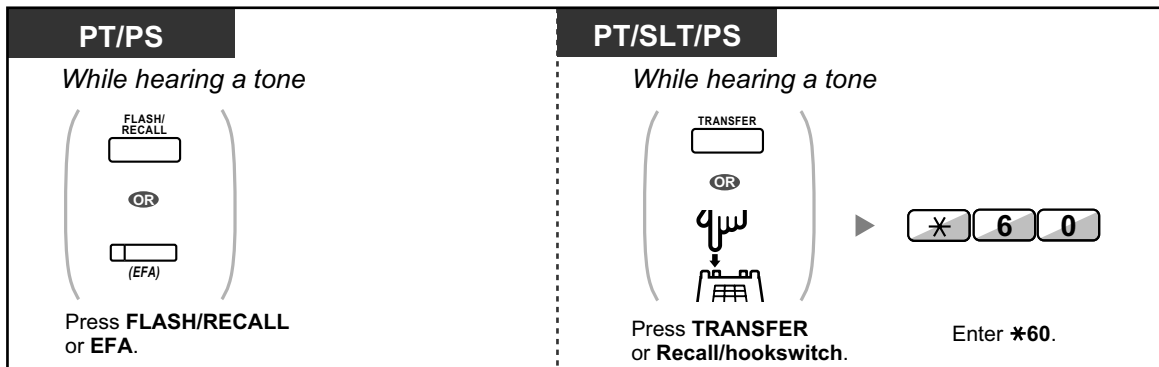 PT/PS
While hearing a tone
FLASH/
RECALL
OR
(EFA)
Press FLASH/RECALL
or EFA.
PT/SLT/PS
While hearing a tone
TRANSFER
OR
Press TRANSFER
or Recall/hookswitch.
* 6 0
Enter *60.